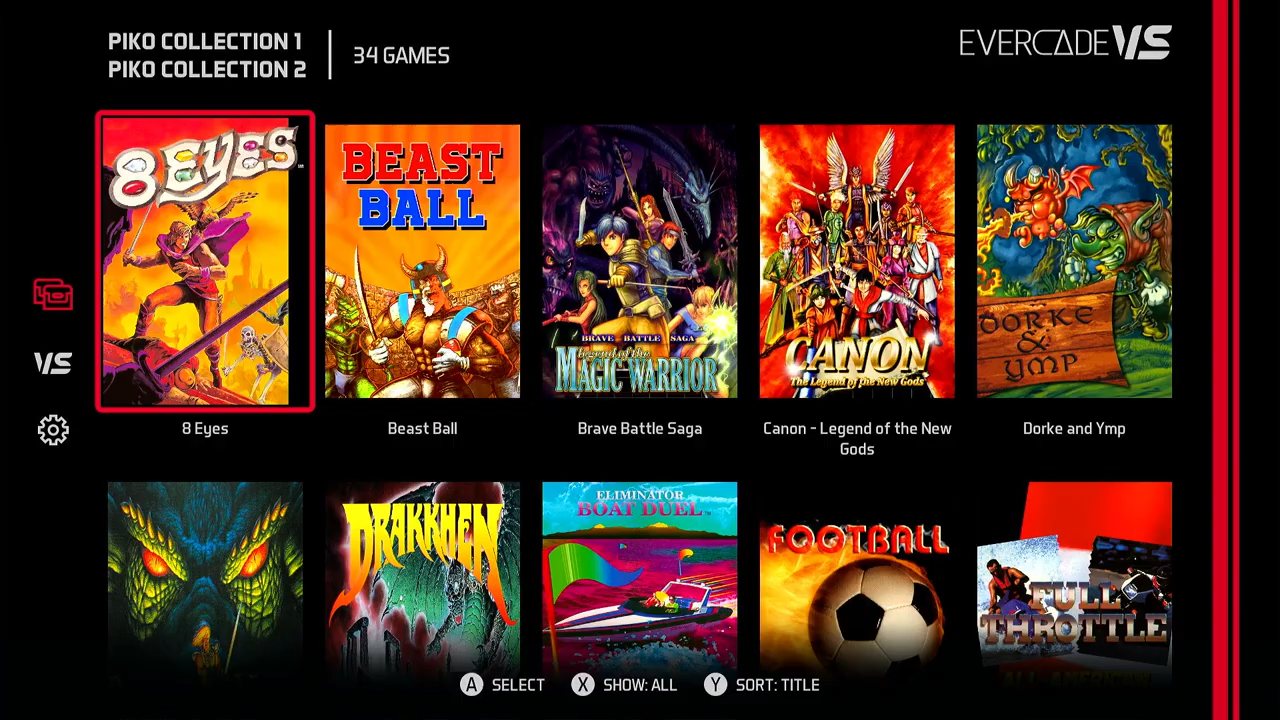 PIKO COLLECTION 1
PIKO COLLECTION 2
34 GAMES
EVERCADE VS
8 EYES
BEAST
BALL
BRAVE BATTLE SAGA
Legend of the
MAGIC WARRIOR
CANON
The Legend of the New Gods
DORKE
&
YMP
8 Eyes
Beast Ball
Brave Battle Saga
Canon - Legend of the New
Gods
Dorke and Ymp
VS
DRAKKHEN
ELIMINATOR
BOAT DUEL
FOOTBALL
FULL
THROTTLE
ALL-AMERICAN
A SELECT
X SHOW: ALL
Y SORT: TITLE